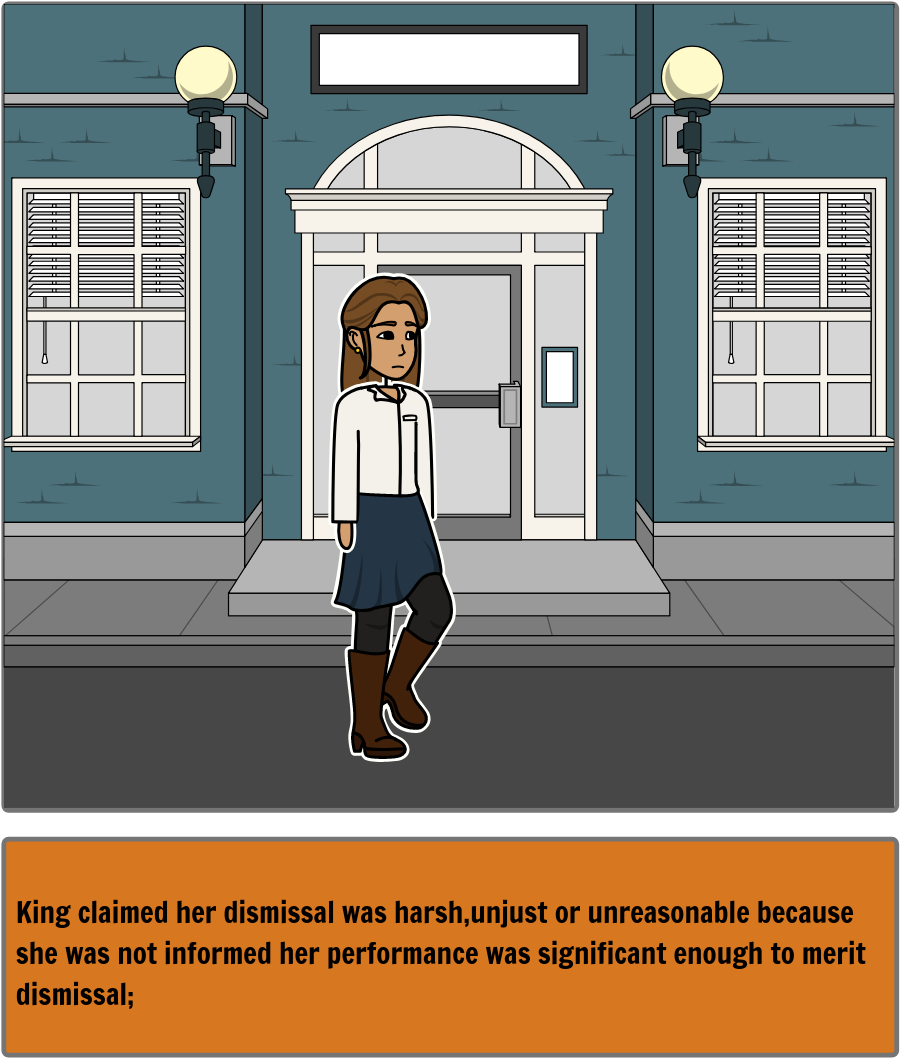 King claimed her dismissal was harsh,unjust or unreasonable because
she was not informed her performance was significant enough to merit
dismissal;